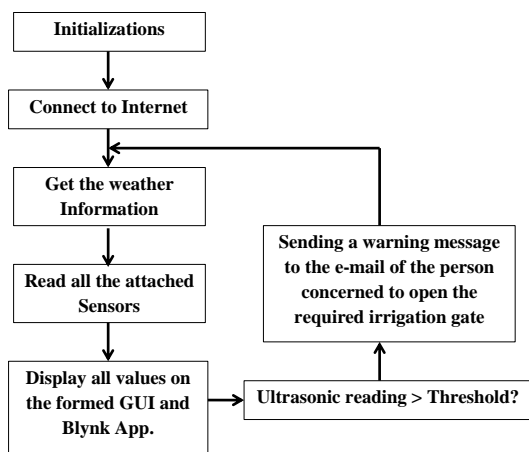 Initializations
Connect to Internet
Get the weather
Information
Read all the attached
Sensors
Display all values on
the formed GUI and
Blynk App.
Ultrasonic reading > Threshold?
Sending a warning message
to the e-mail of the person
concerned to open the
required irrigation gate